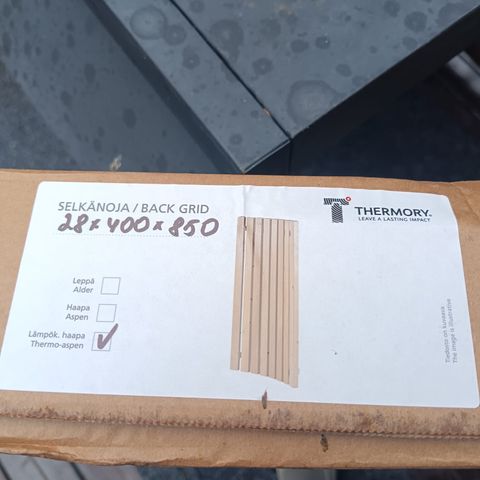 SELKÄNOJA / BACK GRID
28 x 400 x 850
THERMORY®
LEAVE A LASTING IMPACT
Leppä
Alder
Haapa
Aspen
Lämpök. haapa
Thermo-aspen
Tiedoite on kuvaava
The image is illustrative